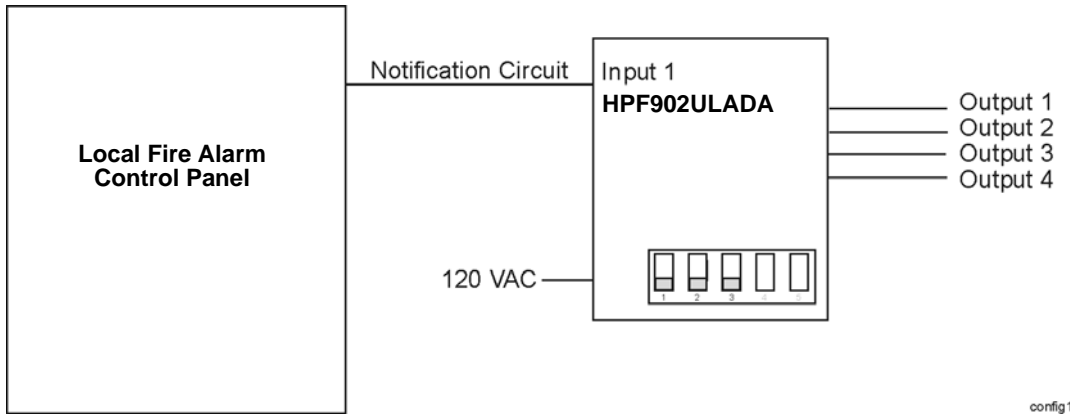 Local Fire Alarm
Control Panel
Notification Circuit
120 VAC
Input 1
HPF902ULADA
1 2 3 4 5
Output 1
Output 2
Output 3
Output 4
config1